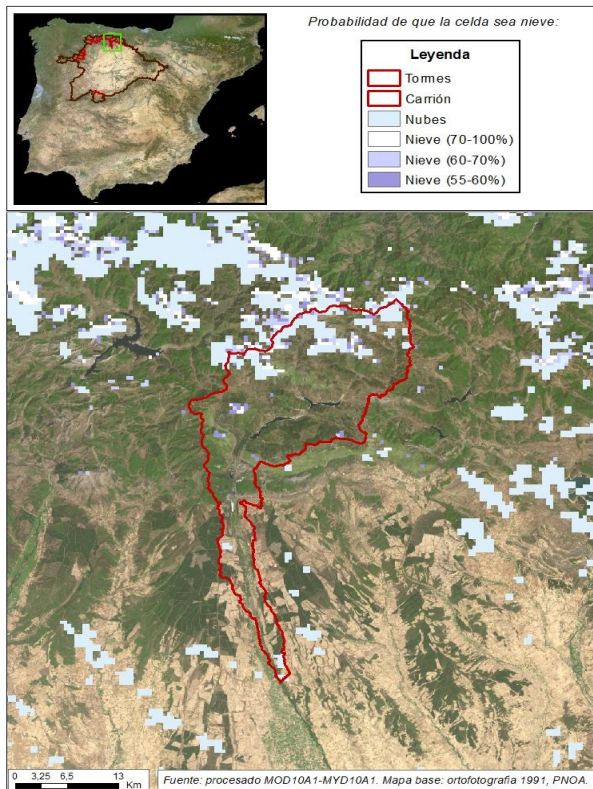 Probabilidad de que la celda sea nieve:
Leyenda
Tormes
Carrión
Nubes
Nieve (70-100%)
Nieve (60-70%)
Nieve (55-60%)
0 3,25 6,5 13
Km
Fuente: procesado MOD10A1-MYD10A1. Mapa base: ortofotografia 1991, PNOA.